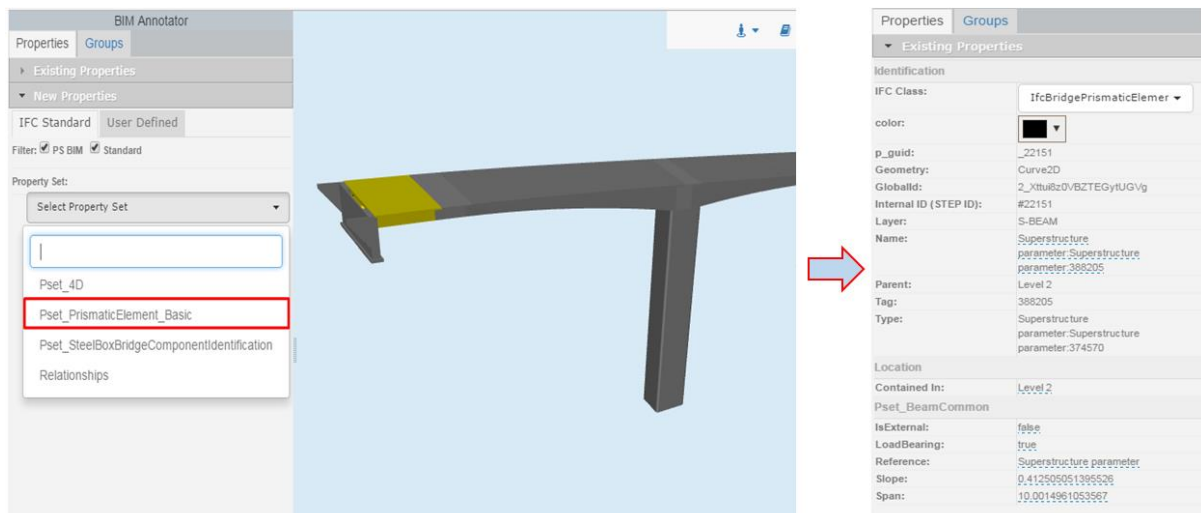 BIM Annotator
Properties Groups
Existing Properties
New Properties
IFC Standard User Defined
Filter: PS BIM Standard
Property Set:
Select Property Set
Pset_4D
Pset_PrismaticElement_Basic
Pset_SteelBoxBridgeComponentIdentification
Relationships
Properties Groups
Existing Properties
Identification
IFC Class: IfcBridgePrismaticElemer
color:
p_guid: _22151
Geometry: Curve2D
GlobalId: 2_Xttui8z0VBZTEGytUGVg
Internal ID (STEP ID): #22151
Layer: S-BEAM
Name: Superstructure
parameter:Superstructure
parameter:388205
Parent: Level 2
Tag: 388205
Type: Superstructure
parameter:Superstructure
parameter:374570
Location
Contained In: Level 2
Pset_BeamCommon
IsExternal: false
LoadBearing: true
Reference: Superstructure parameter
Slope: 0.412505051395526
Span: 10.0014961053567